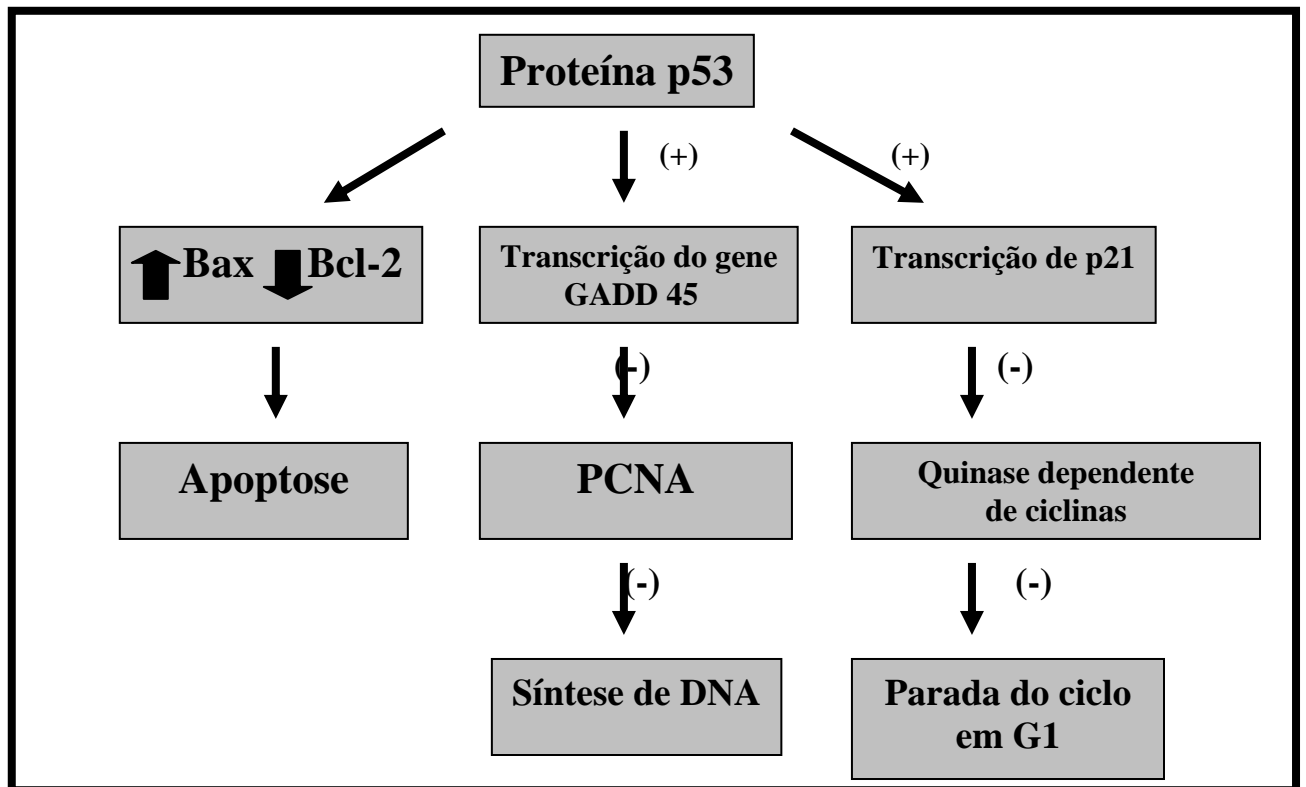 Proteína p53
(+)
(+)
Bax Bcl-2
Transcrição do gene
GADD 45
Transcrição de p21
(-)
(-)
Apoptose
PCNA
Quinase dependente
de ciclinas
(-)
(-)
Síntese de DNA
Parada do ciclo
em G1